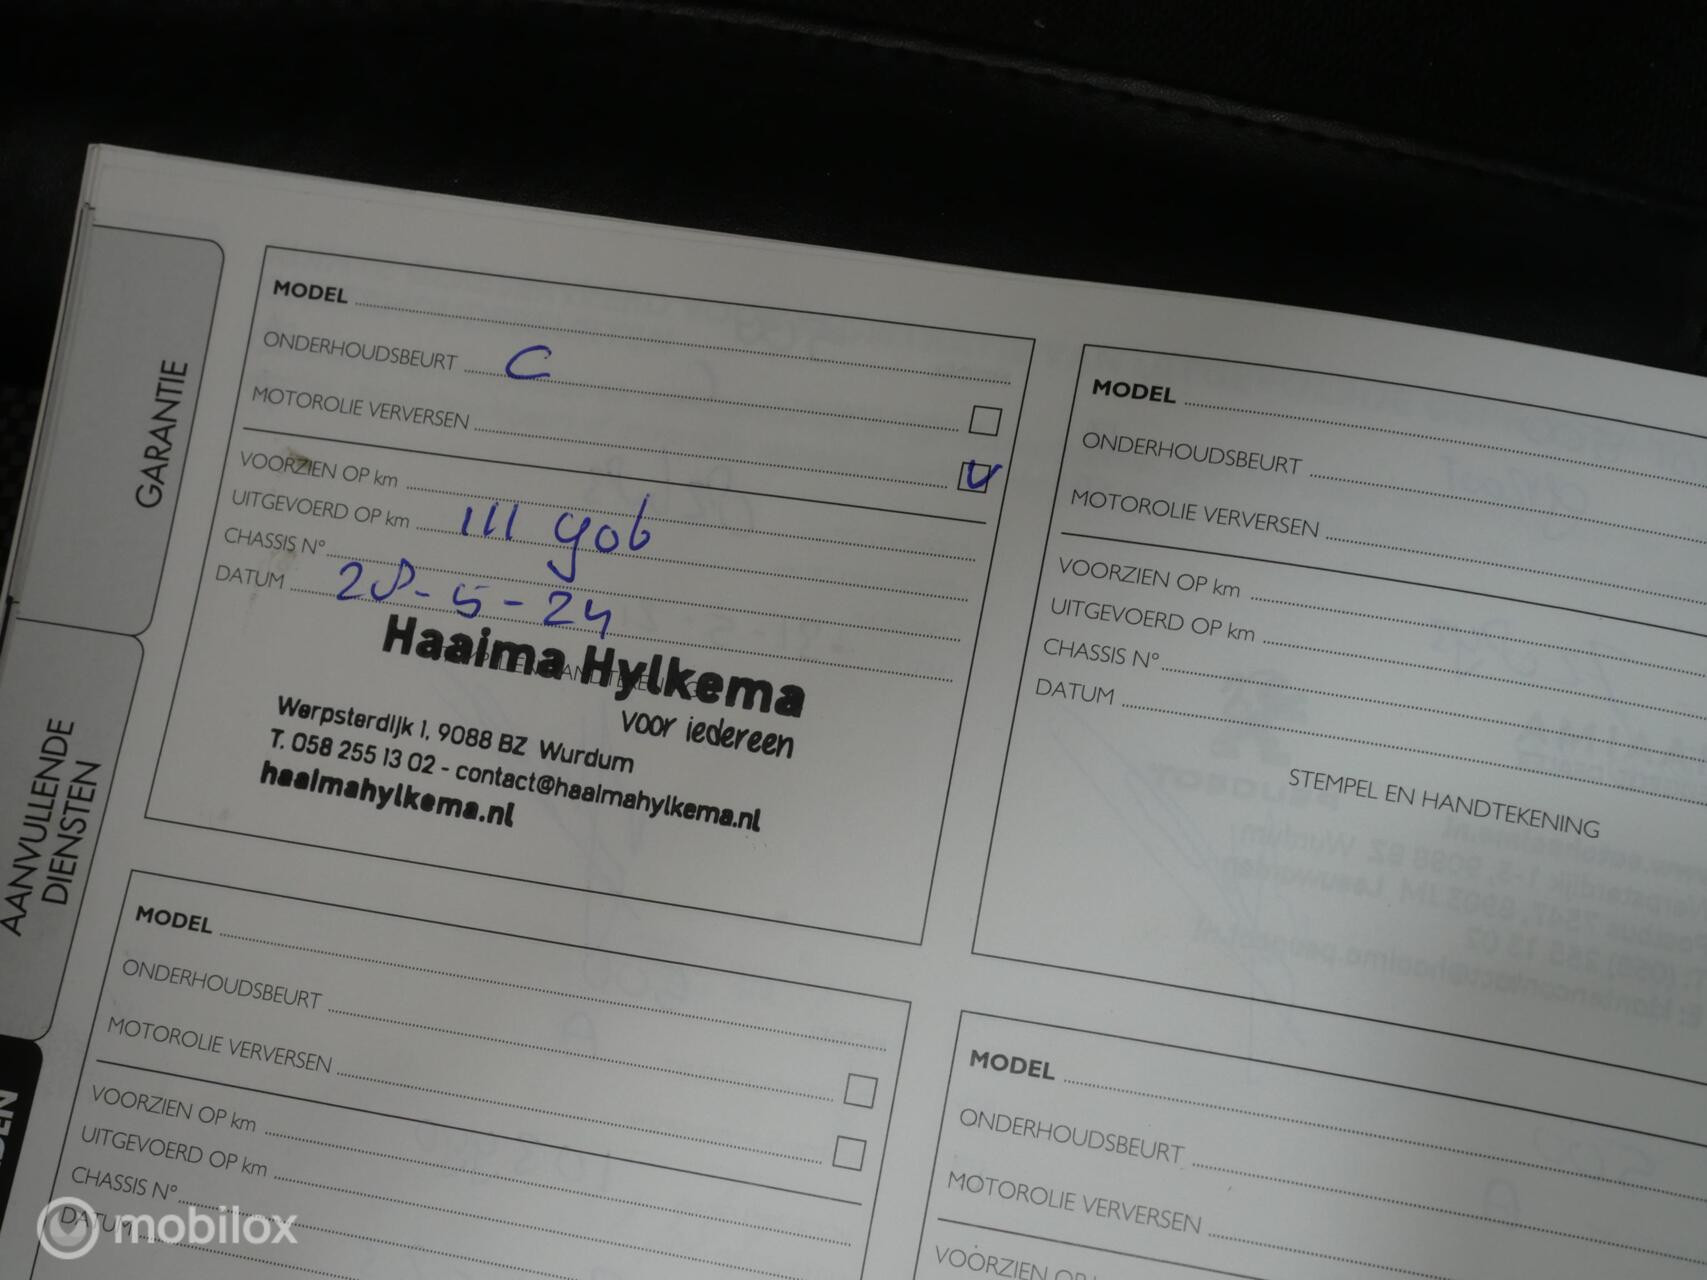 GARANTIE
AANVULLENDE
DIENSTEN
MODEL
ONDERHOUDSBEURT C
MOTOROLIE VERVERSEN
VOORZIEN OP km
UITGEVOERD OP km 111 906
CHASSIS N°
DATUM 28-5-24
Haaima Hylkema
voor iedereen
Werpsterdijk 1, 9088 BZ Wurdum
T. 058 255 13 02 - contact@haaimahylkema.nl
haaimahylkema.nl
MODEL
ONDERHOUDSBEURT
MOTOROLIE VERVERSEN
VOORZIEN OP km
UITGEVOERD OP km
CHASSIS N°
DATUM
STEMPEL EN HANDTEKENING
MODEL
ONDERHOUDSBEURT
MOTOROLIE VERVERSEN
VOORZIEN OP km
UITGEVOERD OP km
CHASSIS N°
DATUM
MODEL
ONDERHOUDSBEURT
MOTOROLIE VERVERSEN
VOORZIEN OP
mobilox